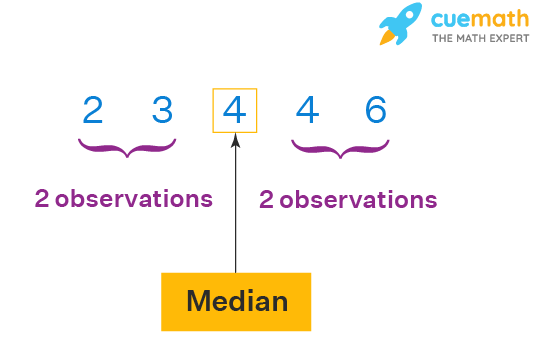 cuemath
THE MATH EXPERT
2 3 4 4 6
2 observations 2 observations
Median